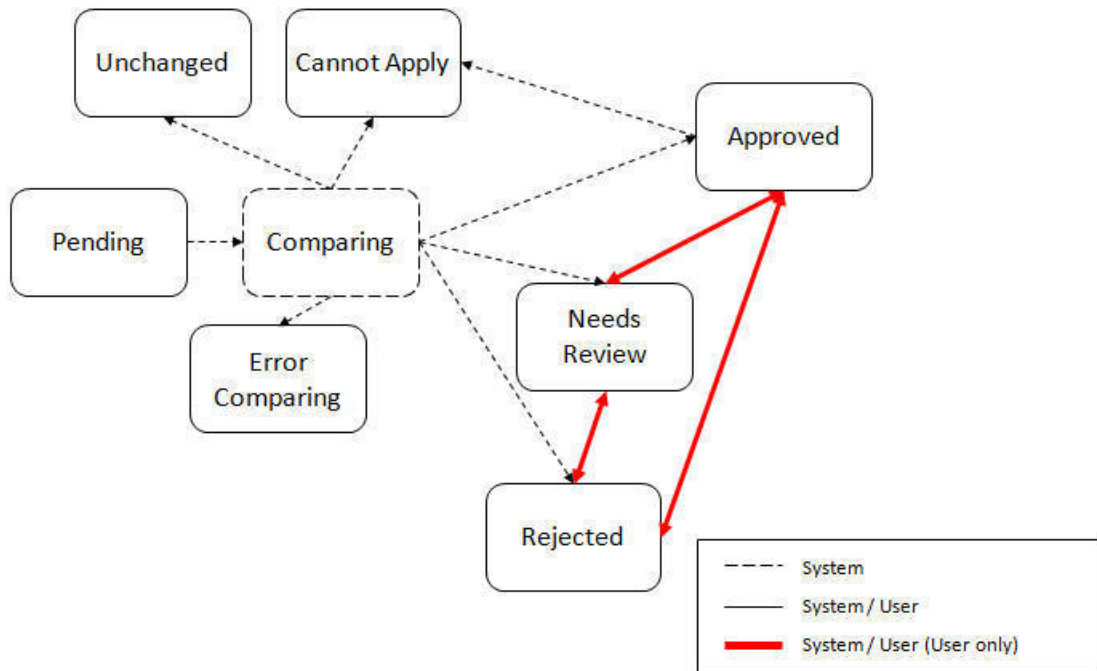 Unchanged
Cannot Apply
Approved
Pending
Comparing
Needs
Review
Error
Comparing
Rejected
System
System / User
System / User (User only)